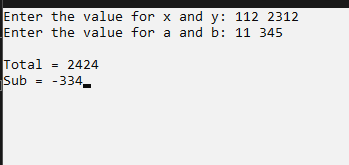 Enter the value for x and y: 112 2312
Enter the value for a and b: 11 345
Total = 2424
Sub = -334